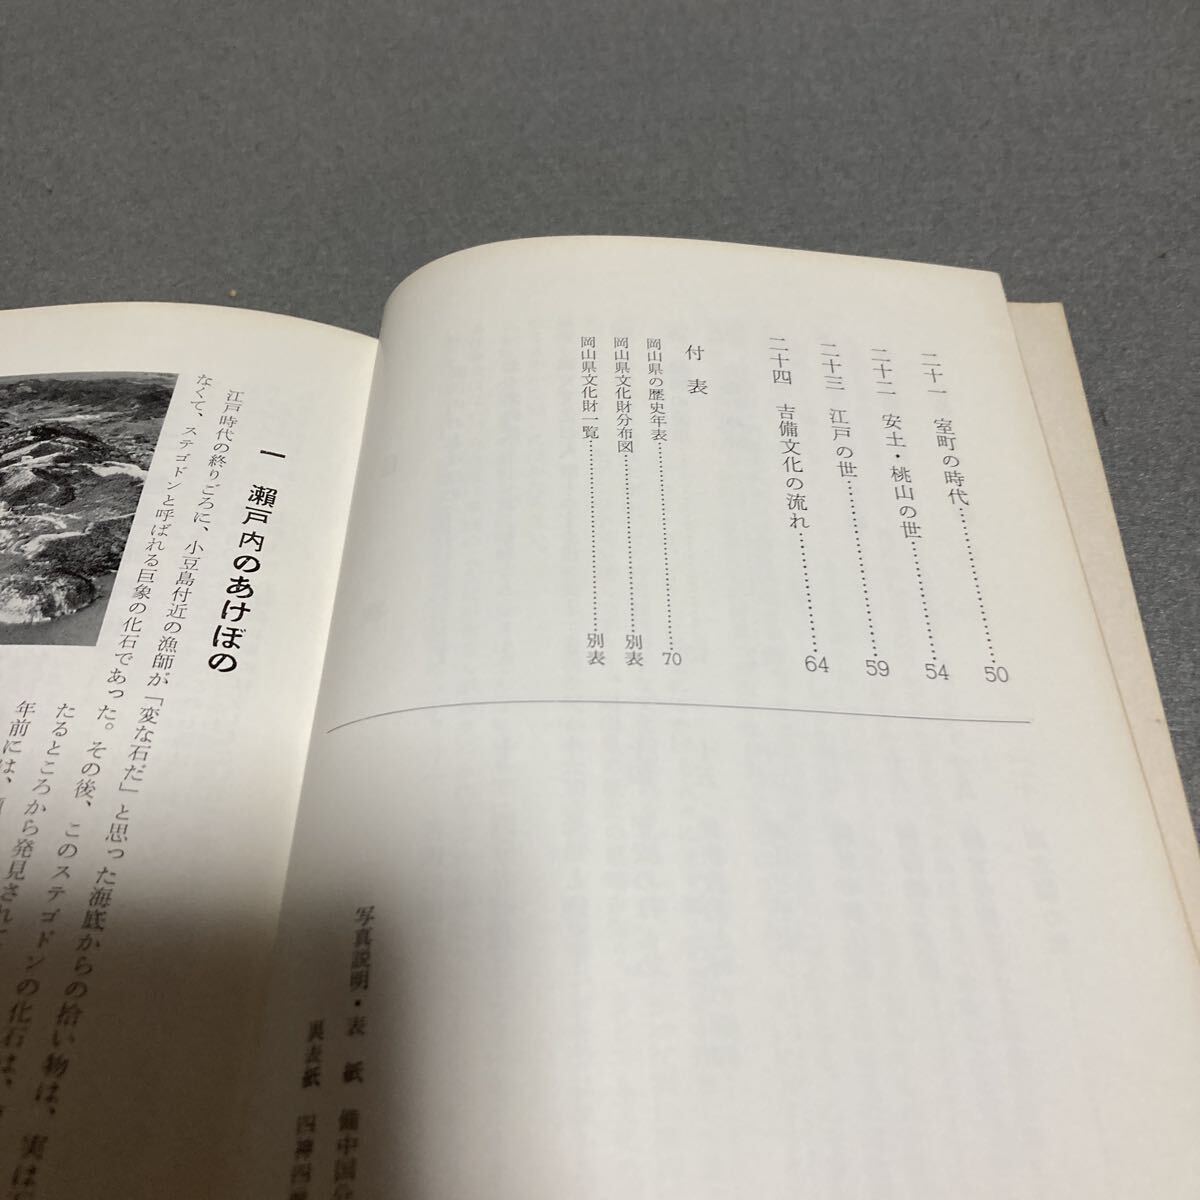 二十一 室町の時代……………50
二十二 安土・桃山の世……………54
二十三 江戸の世……………59
二十四 吉備文化の流れ……………64
付表
岡山県の歴史年表……………70
岡山県文化財分布図……………別表
岡山県文化財一覧……………別表
写真説明・表紙 備中国
裏表紙 四神四
一 瀬戸内のあけぼの
江戸時代の終りごろに、小豆島付近の漁師が「変な石だ」と思った海底からの拾い物は、実は
なくて、ステゴドンと呼ばれる巨象の化石であった。その後、このステゴドンの化石は、
たるところから発見されて
年前には、